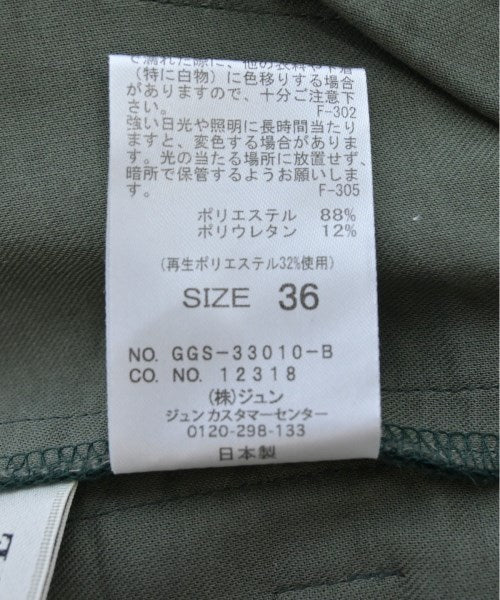 で濡れた際に、他の衣料や下着
(特に白物)に色移りする場合
がありますので、十分ご注意下
さい。 F-302
強い日光や照明に長時間当たり
ますと、変色する場合がありま
す。光の当たる場所に放置せず、
暗所で保管するようお願いしま
す。 F-305
ポリエステル 88%
ポリウレタン 12%
(再生ポリエステル32%使用)
SIZE 36
NO. GGS-33010-B
CO. NO. 12318
(株)ジュン
ジュン カスタマーセンター
0120-298-133
日本製